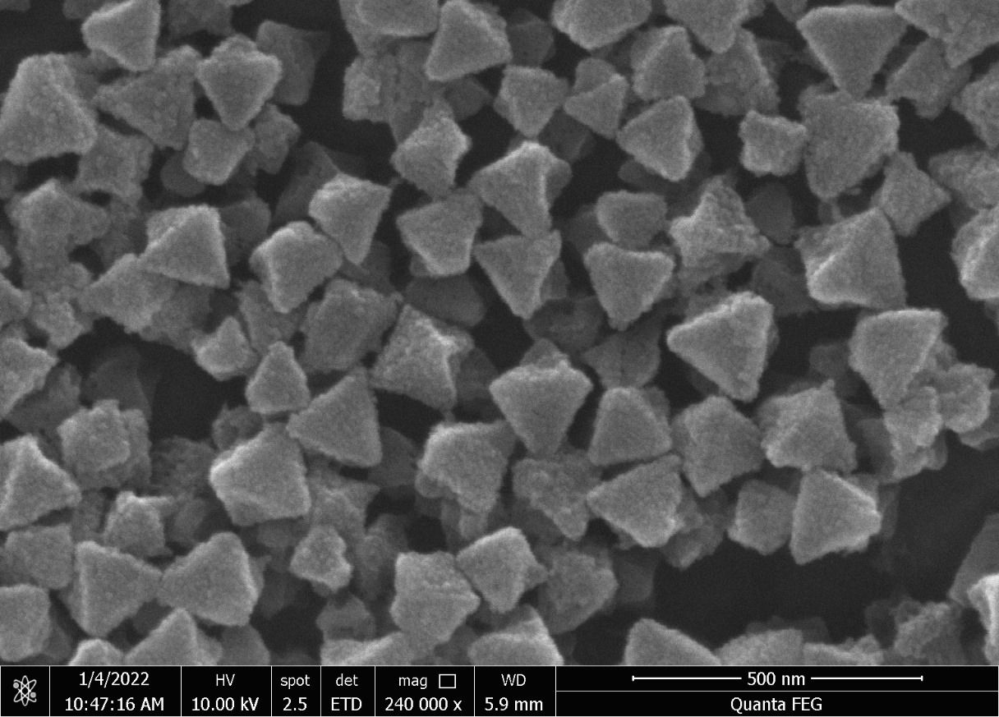 1/4/2022
10:47:16 AM
HV
10.00 kV
spot
2.5
det
ETD
mag
240 000 x
WD
5.9 mm
500 nm
Quanta FEG